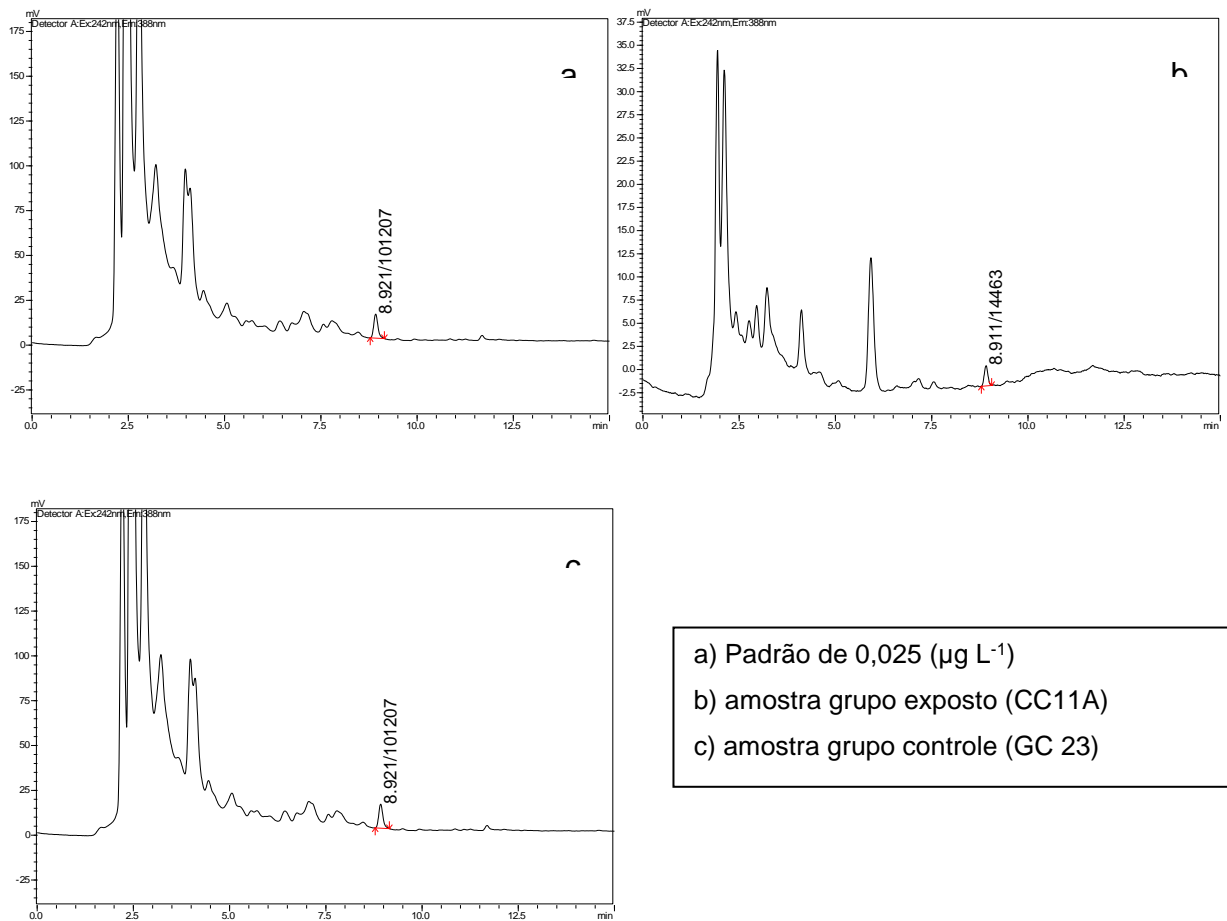 mV
Detector A:Ex:242nm,Em:388nm
175
150
125
100
75
50
25
0
-25
a
8.921/101207
0.0 2.5 5.0 7.5 10.0 12.5 min
mV
Detector A:Ex:242nm,Em:388nm
37.5
35.0
32.5
30.0
27.5
25.0
22.5
20.0
17.5
15.0
12.5
10.0
7.5
5.0
2.5
0.0
-2.5
b
8.911/14463
0.0 2.5 5.0 7.5 10.0 12.5 min
mV
Detector A:Ex:242nm,Em:388nm
175
150
125
100
75
50
25
0
-25
c
8.921/101207
0.0 2.5 5.0 7.5 10.0 12.5 min
a) Padrão de 0,025 (µg L⁻¹)
b) amostra grupo exposto (CC11A)
c) amostra grupo controle (GC 23)